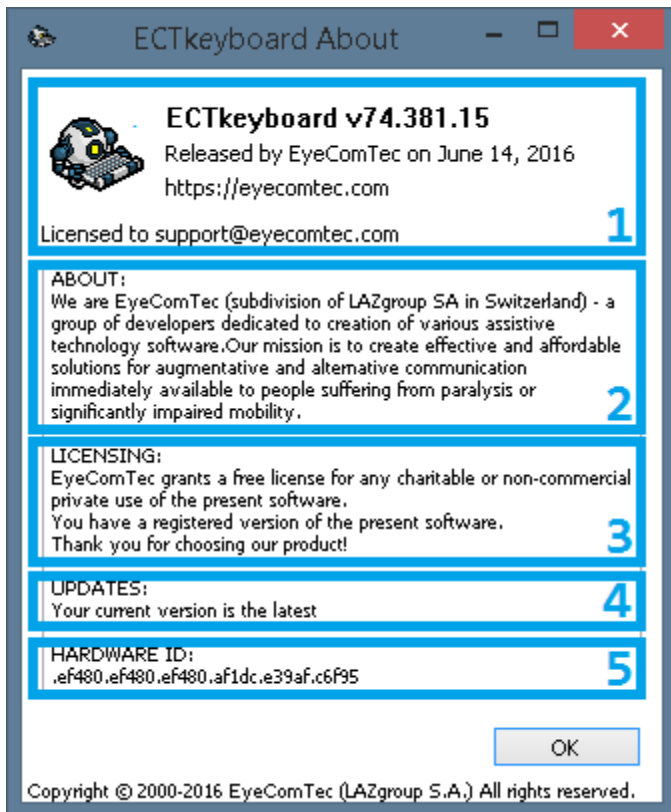 ECTkeyboard About
ECTkeyboard v74.381.15
Released by EyeComTec on June 14, 2016
https://eyecomtec.com
Licensed to support@eyecomtec.com
1
ABOUT:
We are EyeComTec (subdivision of LAZgroup SA in Switzerland) - a
group of developers dedicated to creation of various assistive
technology software.Our mission is to create effective and affordable
solutions for augmentative and alternative communication
immediately available to people suffering from paralysis or
significantly impaired mobility.
2
LICENSING:
EyeComTec grants a free license for any charitable or non-commercial
private use of the present software.
You have a registered version of the present software.
Thank you for choosing our product!
3
UPDATES:
Your current version is the latest
4
HARDWARE ID:
.ef480.ef480.ef480.af1dc.e39af.c6f95
5
OK
Copyright © 2000-2016 EyeComTec (LAZgroup S.A.) All rights reserved.